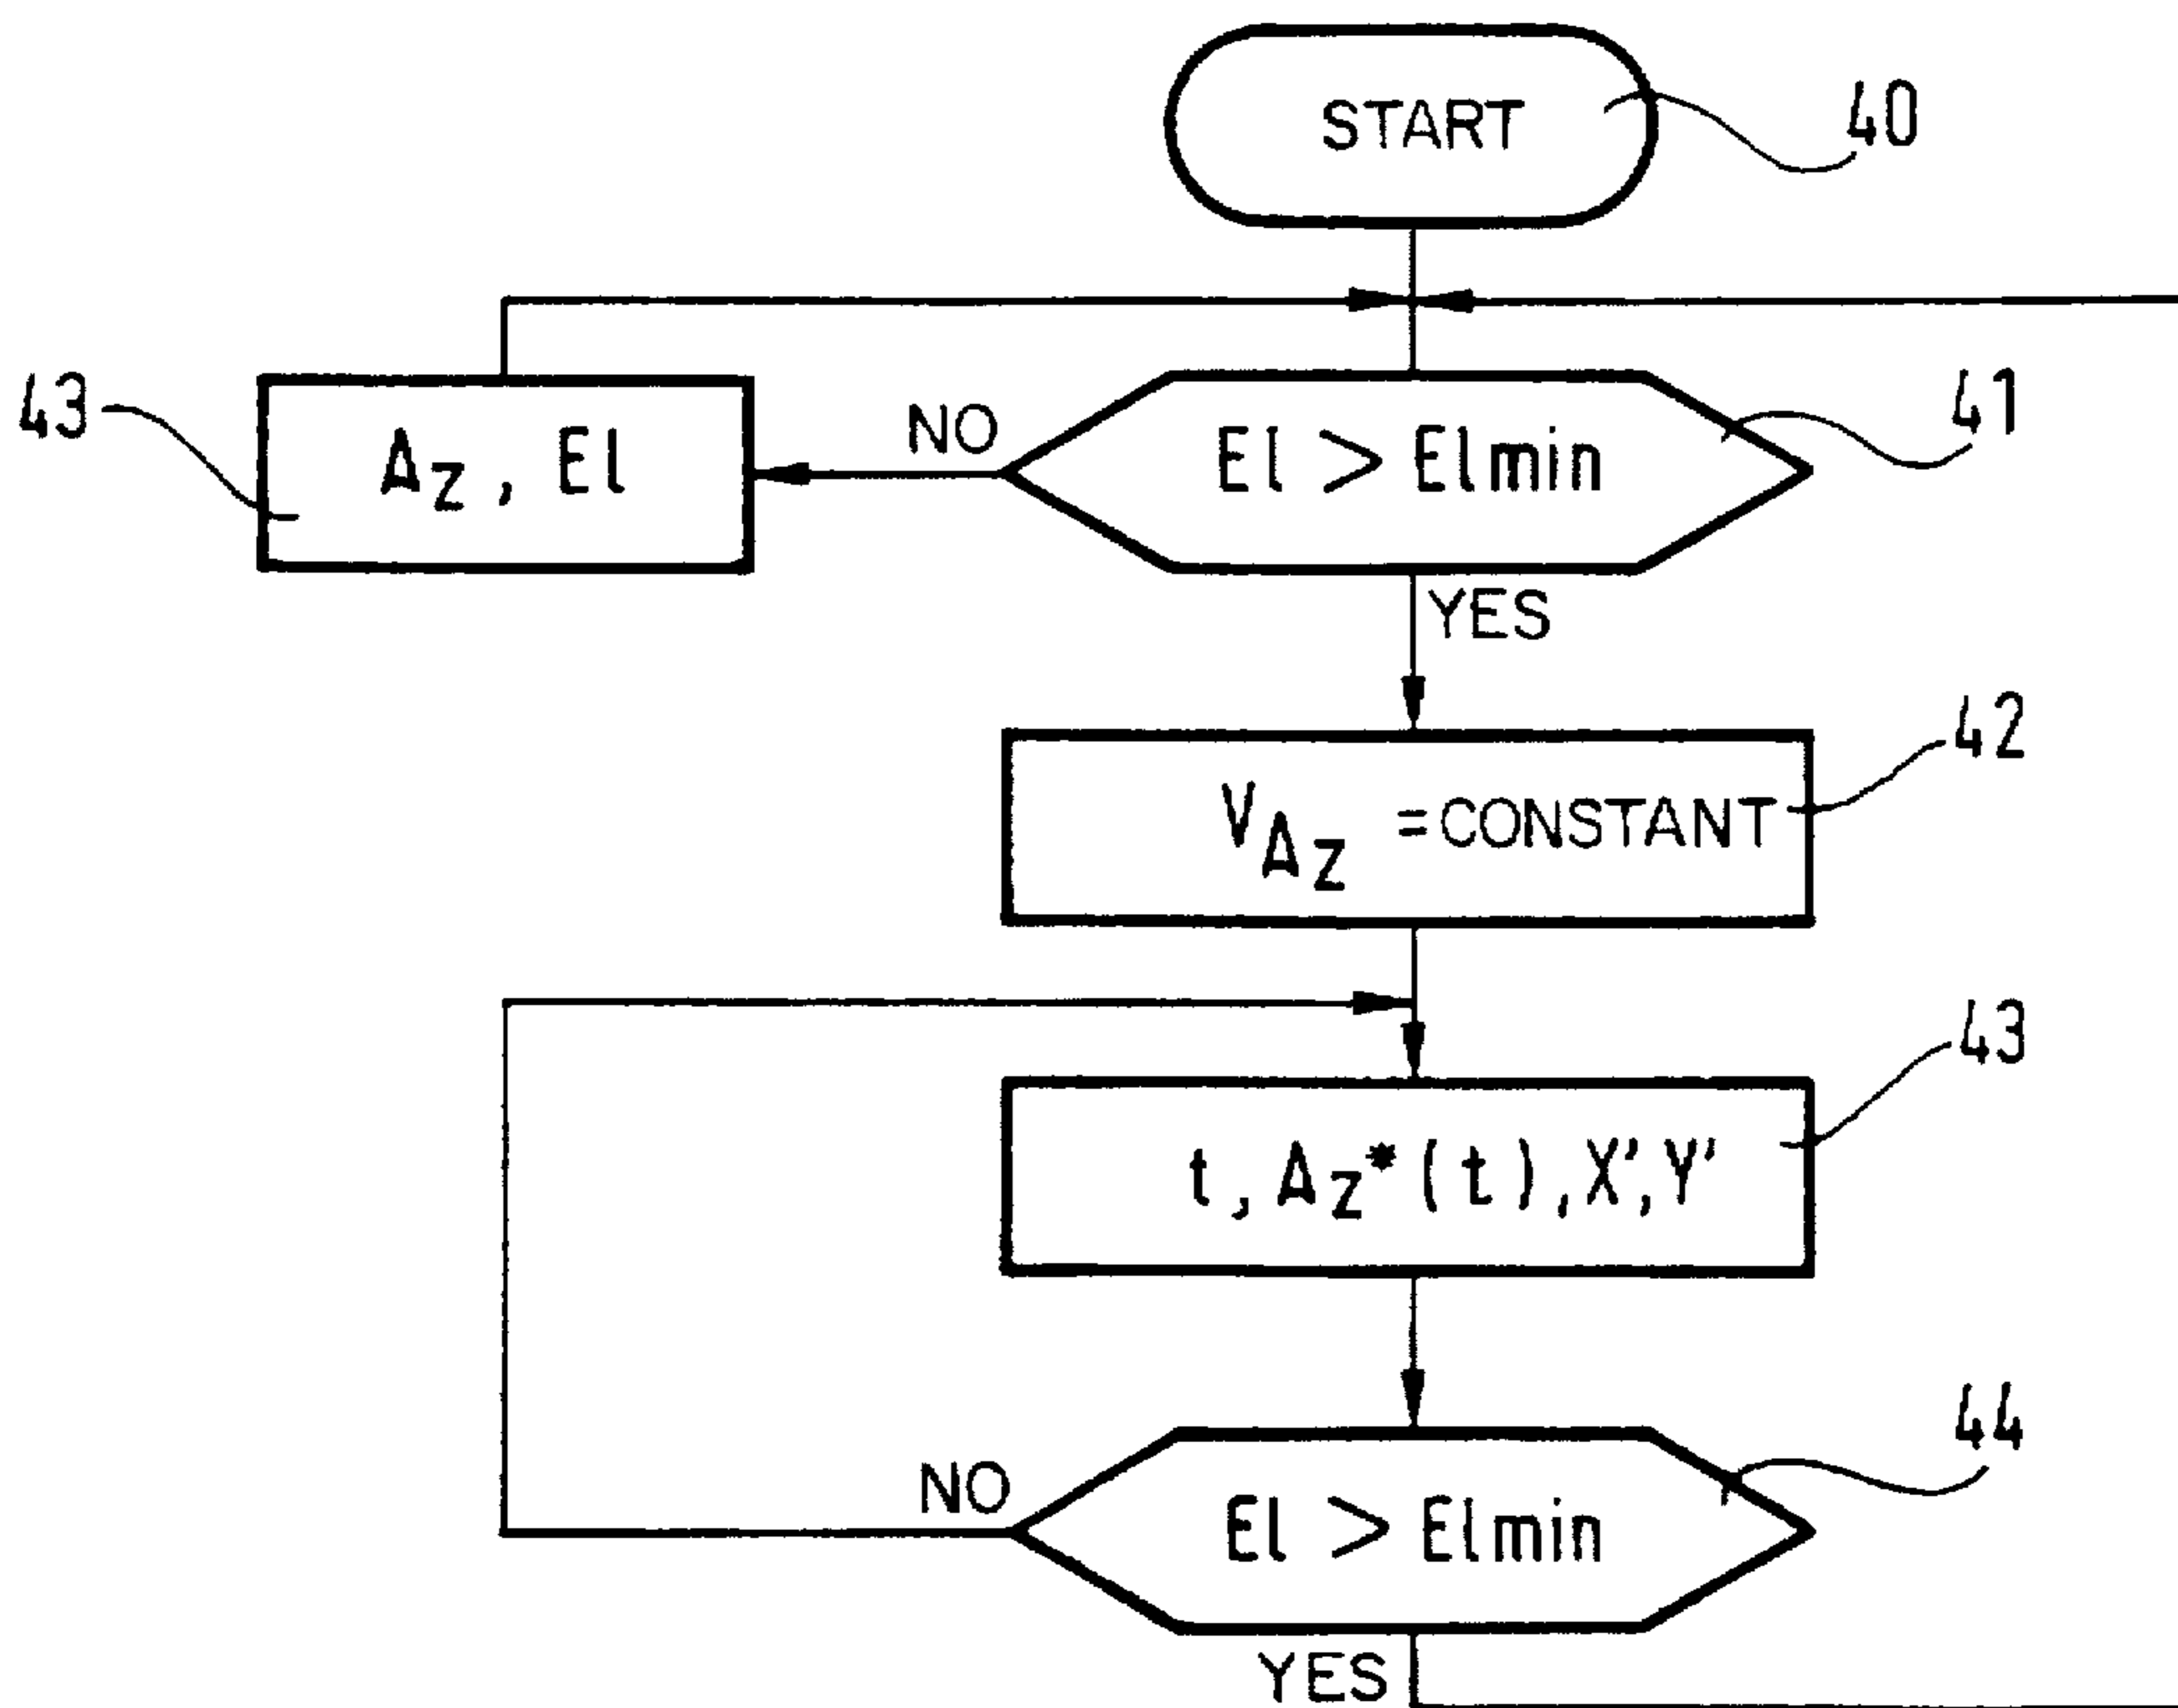 START
40
43
Az, El
NO
El > Elmin
41
YES
42
VAz =CONSTANT
43
t, Az*(t), X', Y'
44
NO
El > Elmin
YES